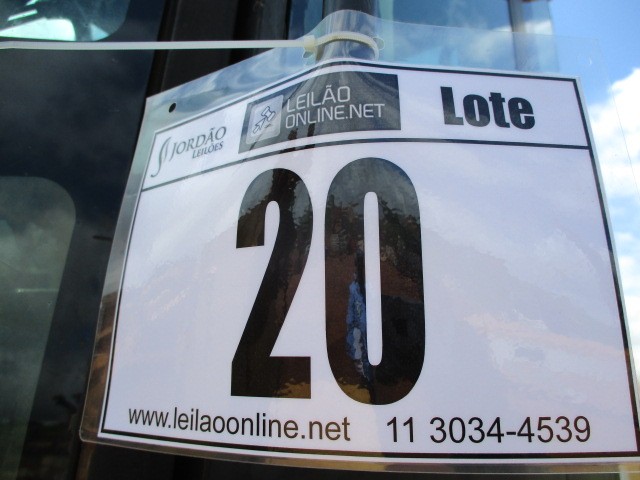 JORDÃO
LEILÕES
LEILÃO
ONLINE.NET
Lote
20
www.leilaoonline.net 11 3034-4539